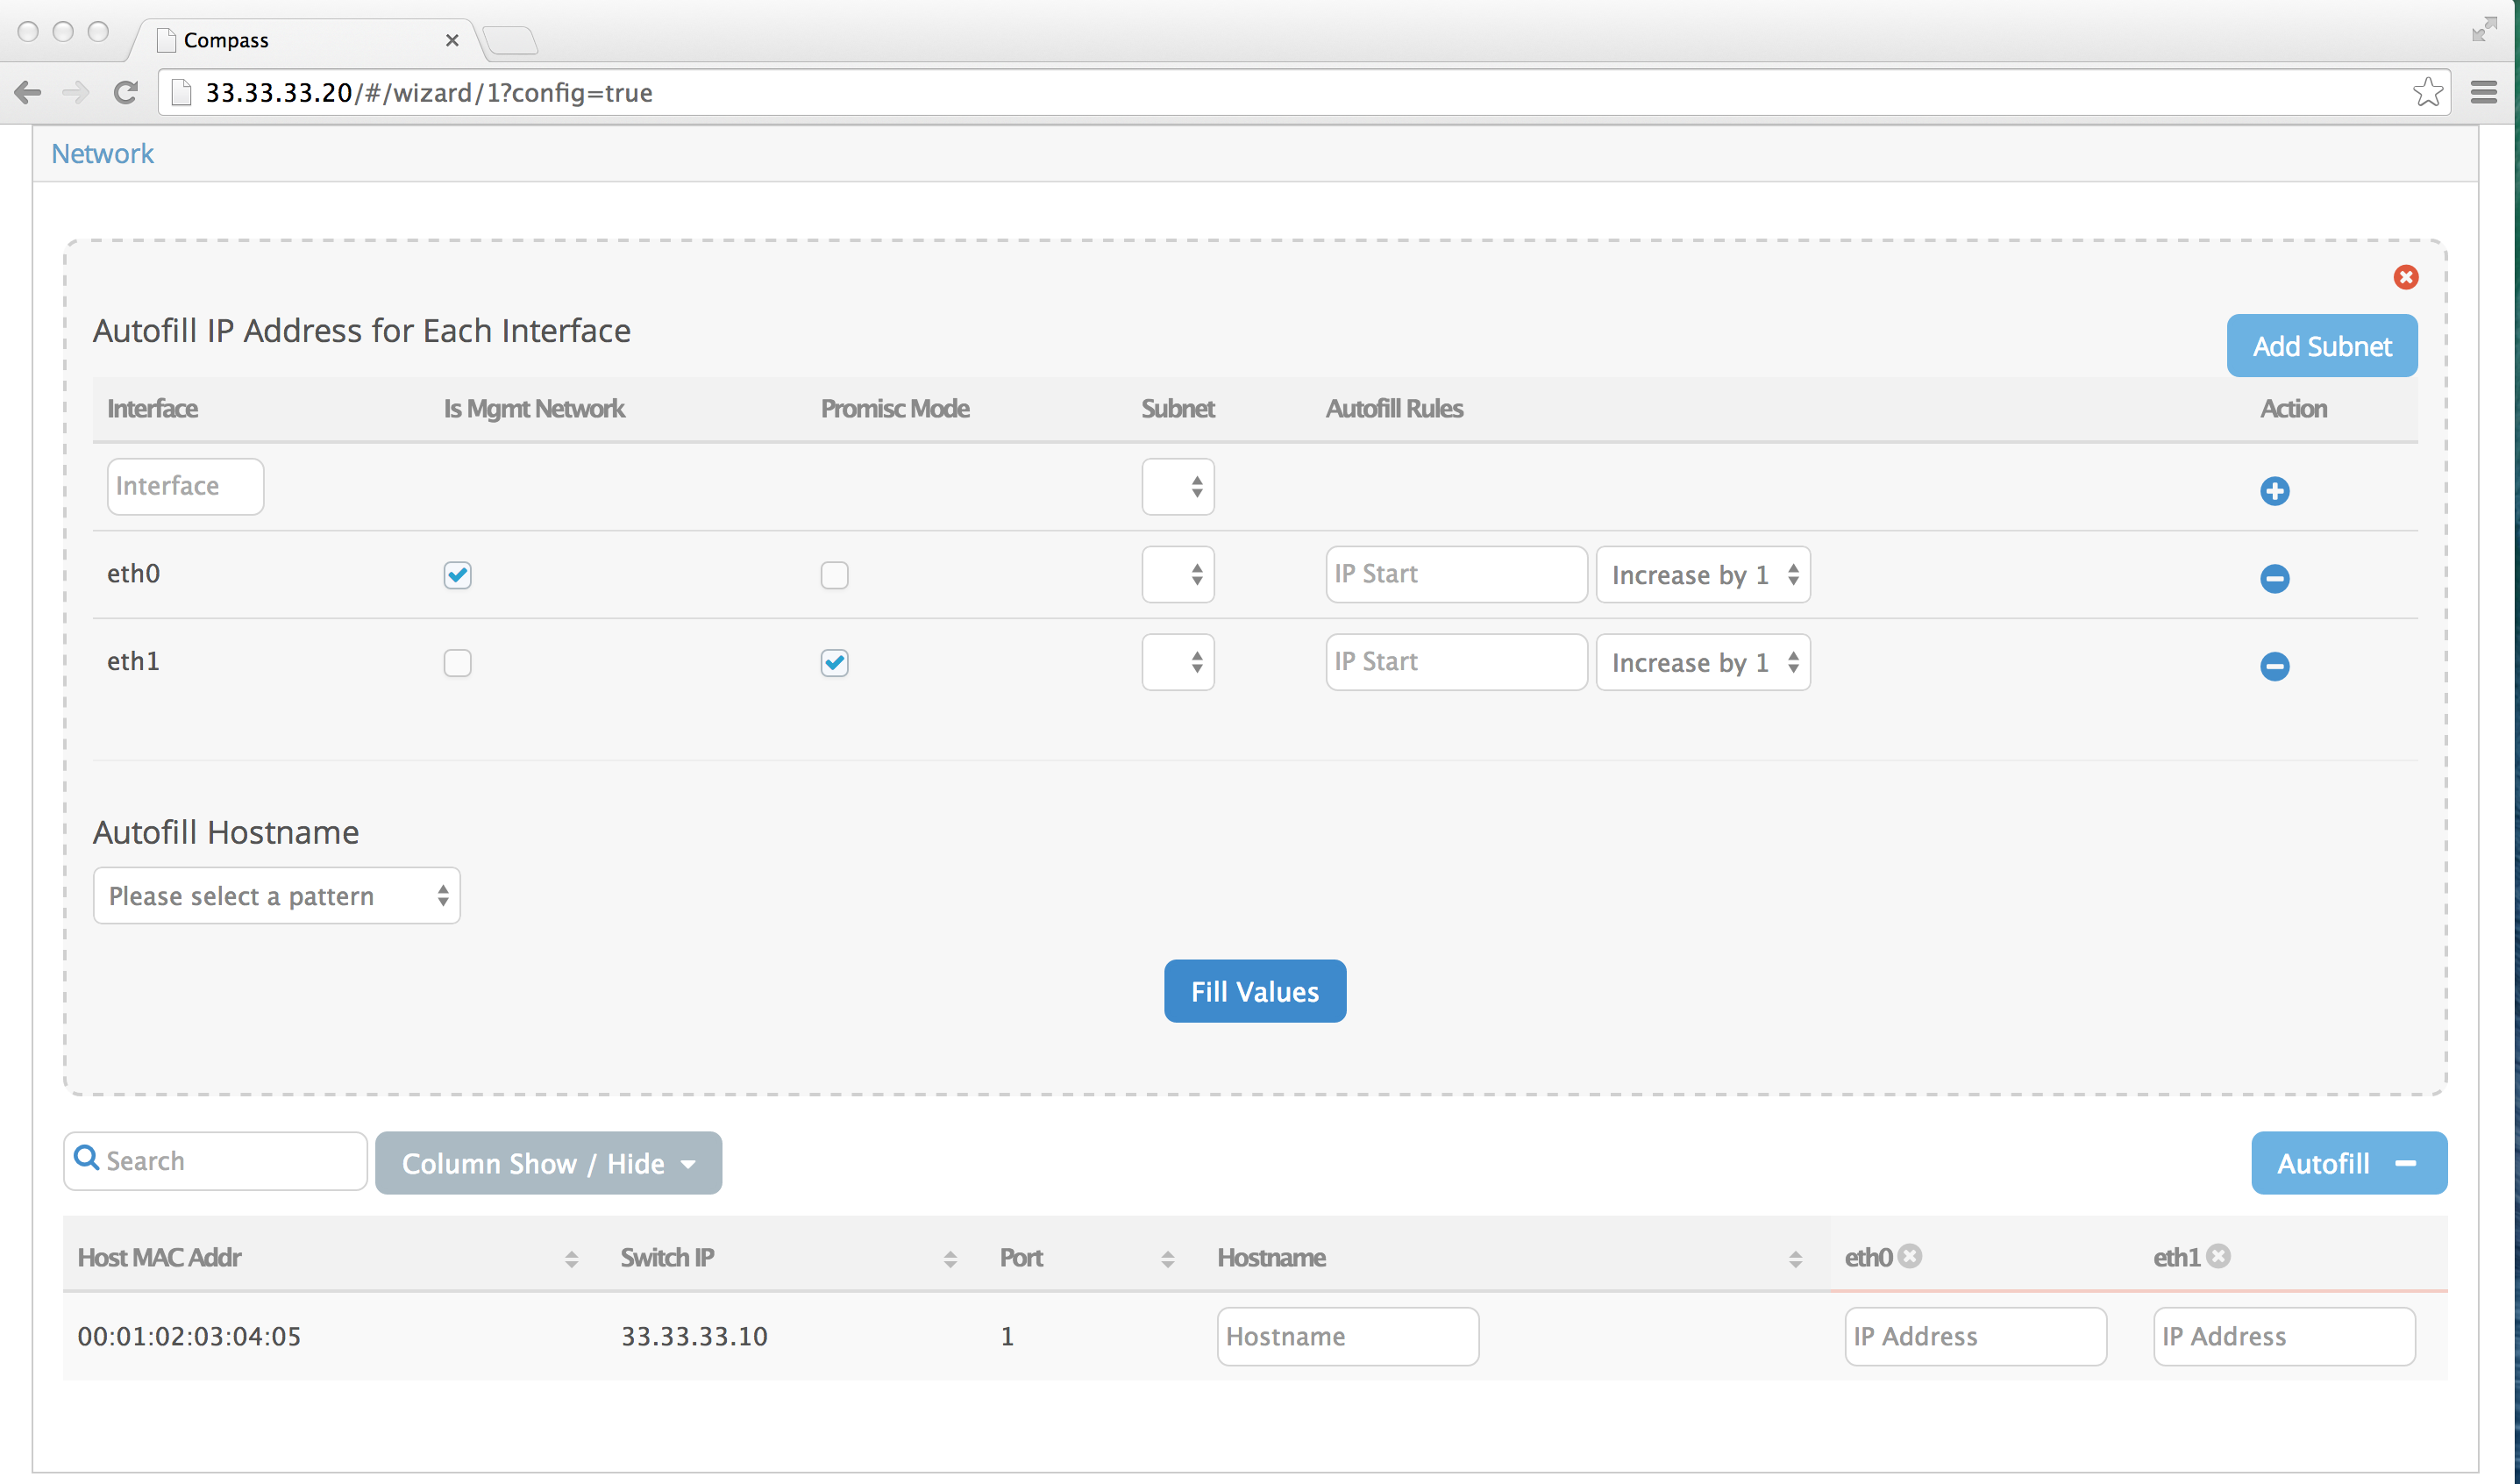 Compass
33.33.33.20/#/wizard/1?config=true
Network
Autofill IP Address for Each Interface
Add Subnet
Interface Is Mgmt Network Promisc Mode Subnet Autofill Rules Action
Interface
eth0 IP Start Increase by 1
eth1 IP Start Increase by 1
Autofill Hostname
Please select a pattern
Fill Values
Search Column Show / Hide Autofill
Host MAC Addr Switch IP Port Hostname eth0 eth1
00:01:02:03:04:05 33.33.33.10 1 Hostname IP Address IP Address